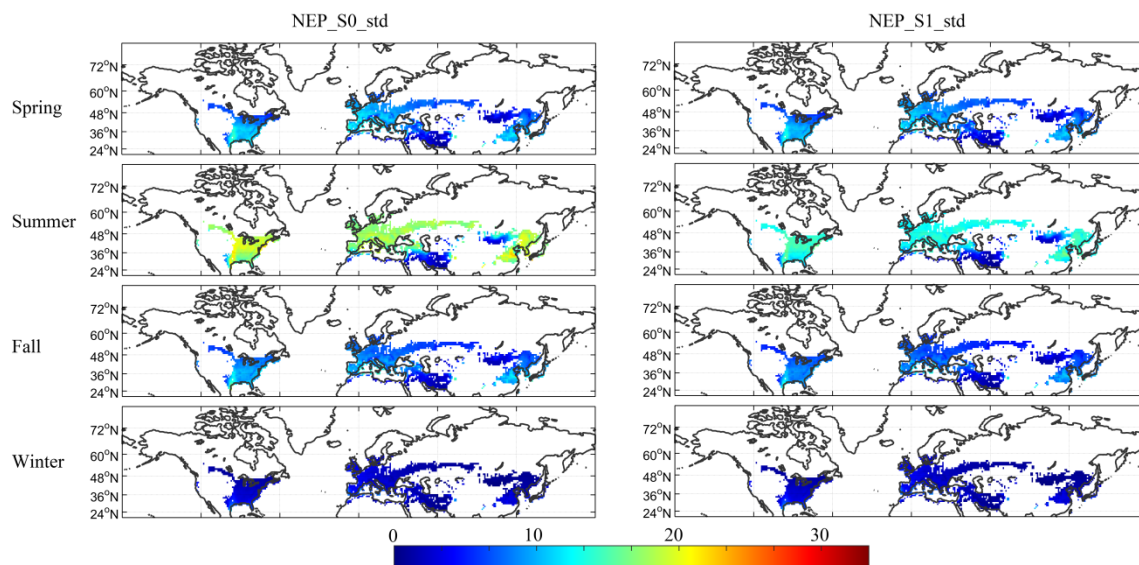 NEP_S0_std NEP_S1_std
72°N 72°N
60°N 60°N
Spring 48°N 48°N
36°N 36°N
24°N 24°N
72°N 72°N
60°N 60°N
Summer 48°N 48°N
36°N 36°N
24°N 24°N
72°N 72°N
60°N 60°N
Fall 48°N 48°N
36°N 36°N
24°N 24°N
72°N 72°N
60°N 60°N
Winter 48°N 48°N
36°N 36°N
24°N 24°N
0 10 20 30